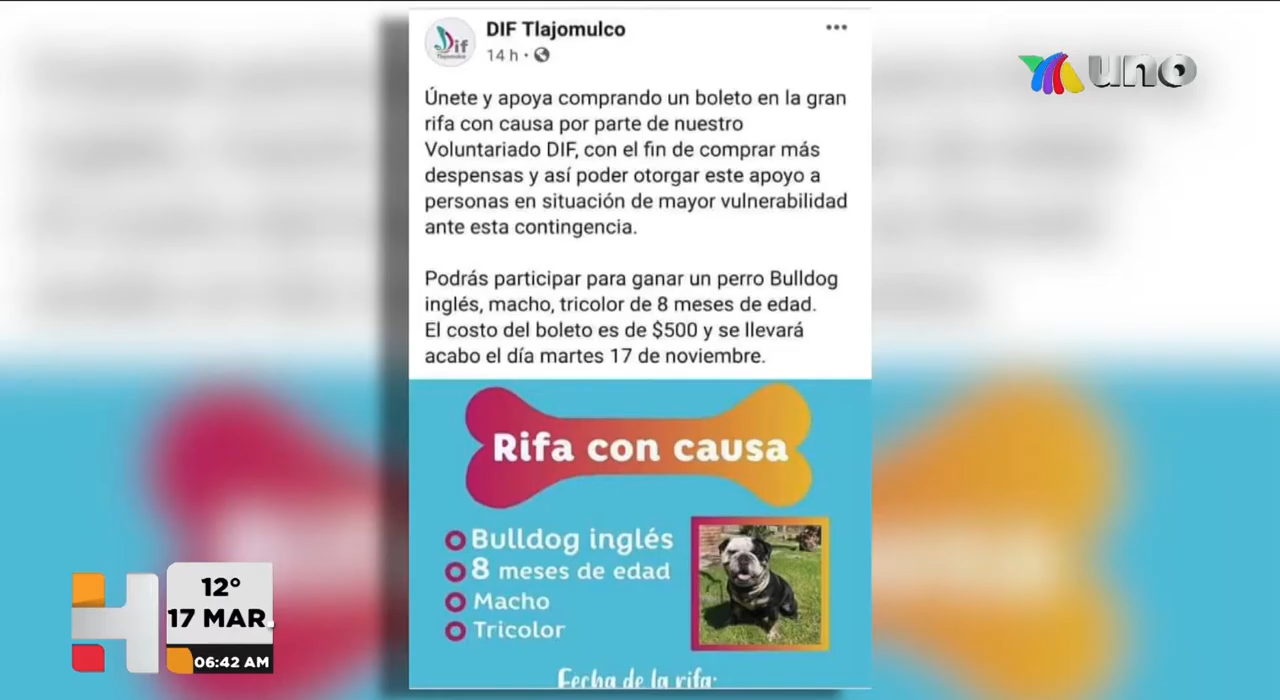 DIF Tlajomulco
14 h
Únete y apoya comprando un boleto en la gran
rifa con causa por parte de nuestro
Voluntariado DIF, con el fin de comprar más
despensas y así poder otorgar este apoyo a
personas en situación de mayor vulnerabilidad
ante esta contingencia.
Podrás participar para ganar un perro Bulldog
inglés, macho, tricolor de 8 meses de edad.
El costo del boleto es de $500 y se llevará
acabo el día martes 17 de noviembre.
Rifa con causa
Bulldog inglés
8 meses de edad
Macho
Tricolor
Fecha de la rifa:
Dif
Tlajomulco
uno
H
12°
17 MAR.
06:42 AM